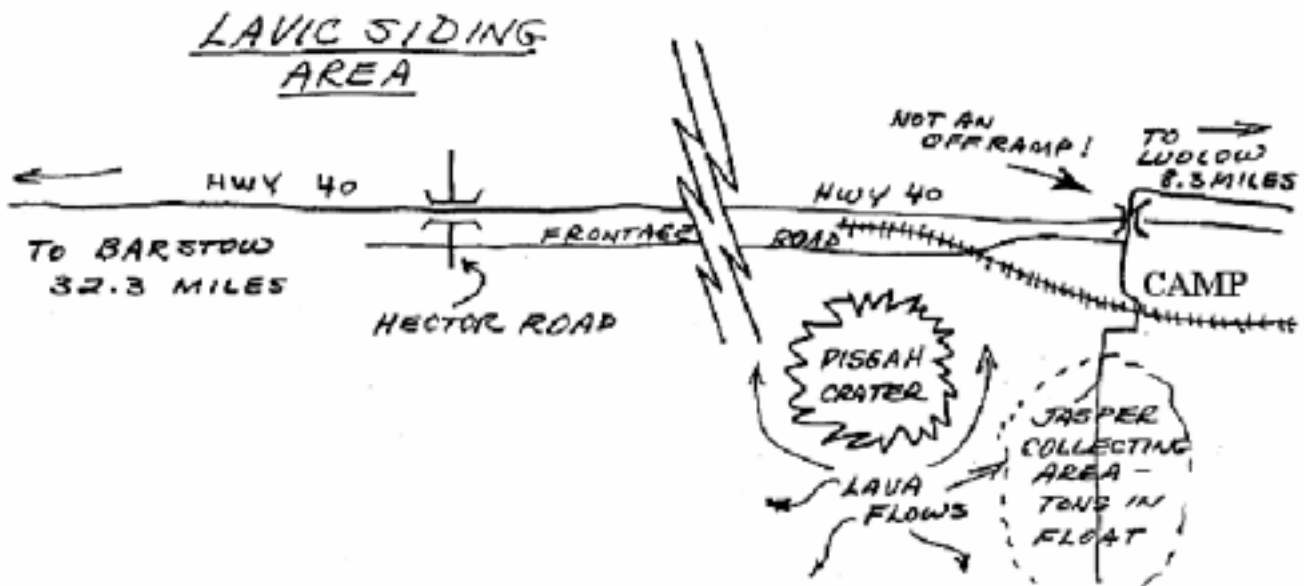 LAVIC SIDING
AREA
NOT AN
OFFRAMP!
TO
LUDLOW
8.3 MILES
HWY 40
HWY 40
TO BARSTOW
32.3 MILES
FRONTAGE ROAD
HECTOR ROAD
CAMP
PISGAH
CRATER
JASPER
COLLECTING
AREA -
TONS IN
FLOAT
LAVA
FLOWS